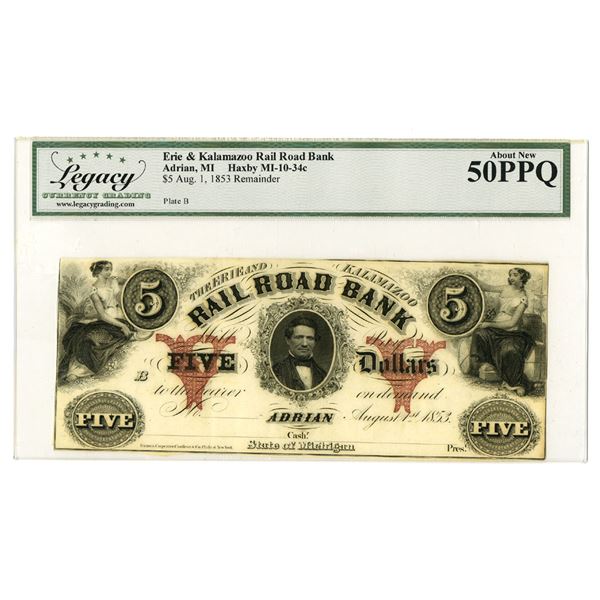 Legacy
CURRENCY GRADING
www.legacygrading.com
Erie & Kalamazoo Rail Road Bank
Adrian, MI Haxby MI-10-34c
$5 Aug. 1, 1853 Remainder
Plate B
About New
50PPQ
THE ERIE AND KALAMAZOO
5 5
RAIL ROAD BANK
Will Pay
FIVE Dollars
B to the bearer on demand
ADRIAN August 1st 1853.
FIVE FIVE
Cash.r
State of Michigan
Pres.t